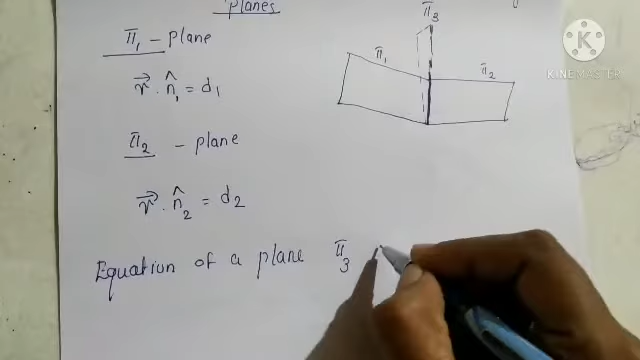 planes
π₁ - plane
r⃗ . n̂₁ = d₁
π₂ - plane
r⃗ . n̂₂ = d₂
Equation of a plane π₃
π₃
π₁
π₂
KINEMASTER